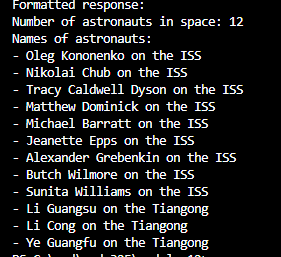 Formatted response:
Number of astronauts in space: 12
Names of astronauts:
- Oleg Kononenko on the ISS
- Nikolai Chub on the ISS
- Tracy Caldwell Dyson on the ISS
- Matthew Dominick on the ISS
- Michael Barratt on the ISS
- Jeanette Epps on the ISS
- Alexander Grebenkin on the ISS
- Butch Wilmore on the ISS
- Sunita Williams on the ISS
- Li Guangsu on the Tiangong
- Li Cong on the Tiangong
- Ye Guangfu on the Tiangong